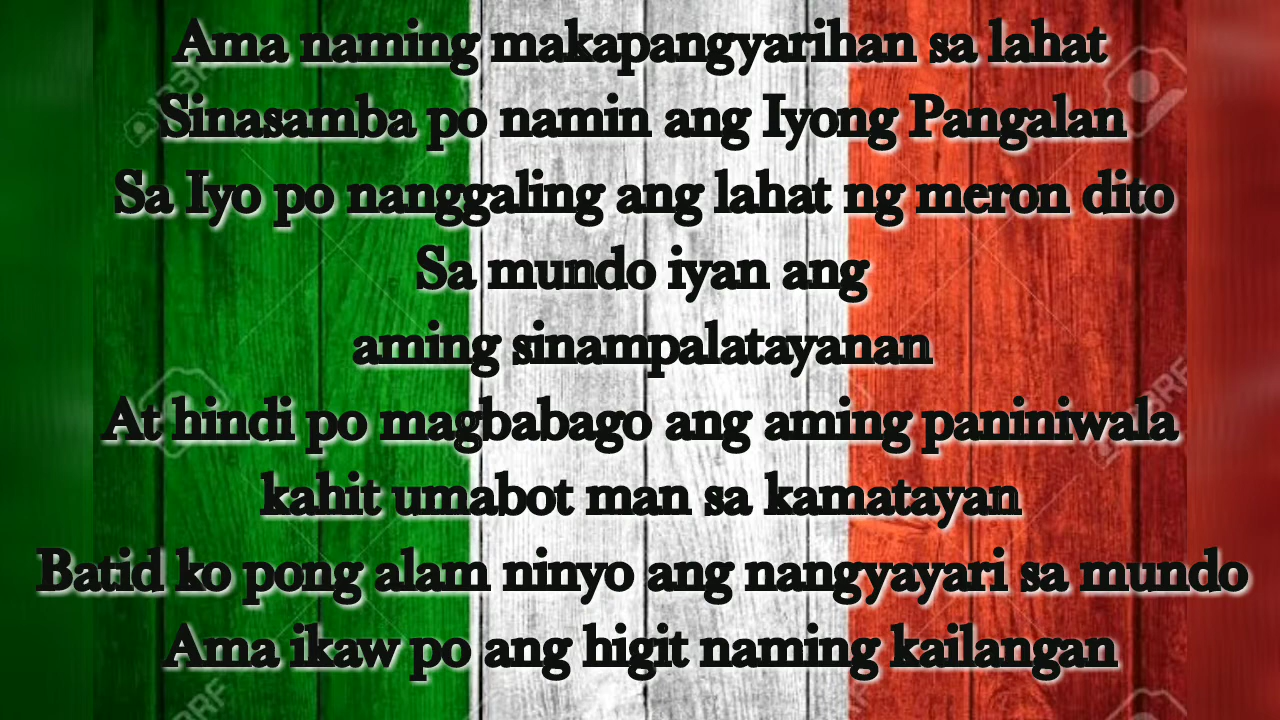 Ama naming makapangyarihan sa lahat
Sinasamba po namin ang Iyong Pangalan
Sa Iyo po nanggaling ang lahat ng meron dito
Sa mundo iyan ang
aming sinampalatayanan
At hindi po magbabago ang aming paniniwala
kahit umabot man sa kamatayan
Batid ko pong alam ninyo ang nangyayari sa mundo
Ama ikaw po ang higit naming kailangan